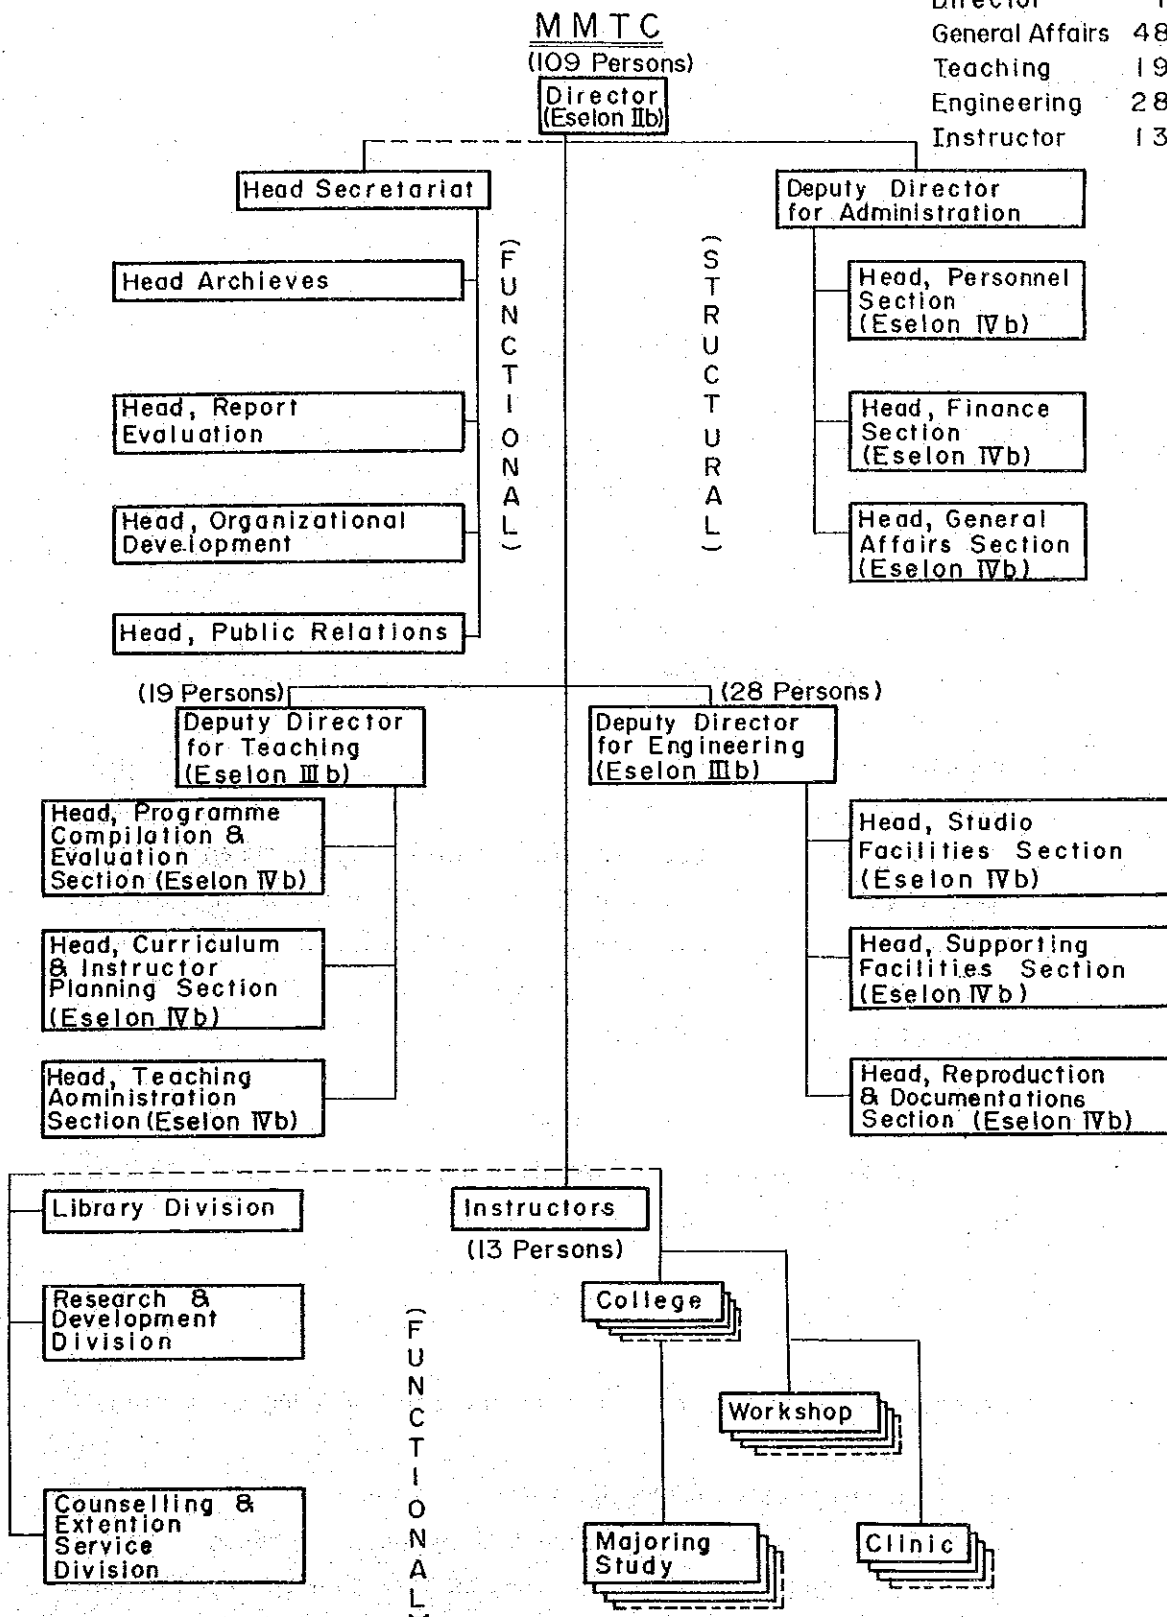 MMTC
(109 Persons)
Director
General Affairs 48
Teaching 19
Engineering 28
Instructor 13
Director
(Eselon IIb)
Head Secretariat
Deputy Director
for Administration
(FUNCTIONAL)
(STRUCTURAL)
Head Archieves
Head, Report
Evaluation
Head, Organizational
Development
Head, Public Relations
Head, Personnel
Section
(Eselon IVb)
Head, Finance
Section
(Eselon IVb)
Head, General
Affairs Section
(Eselon IVb)
(19 Persons)
Deputy Director
for Teaching
(Eselon IIIb)
(28 Persons)
Deputy Director
for Engineering
(Eselon IIIb)
Head, Programme
Compilation &
Evaluation
Section (Eselon IVb)
Head, Curriculum
& Instructor
Planning Section
(Eselon IVb)
Head, Teaching
Aoministration
Section (Eselon IVb)
Head, Studio
Facilities Section
(Eselon IVb)
Head, Supporting
Facilities Section
(Eselon IVb)
Head, Reproduction
& Documentations
Section (Eselon IVb)
Library Division
Research &
Development
Division
Counselling &
Extention
Service
Division
Instructors
(13 Persons)
(FUNCTIONAL
College
Workshop
Majoring
Study
Clinic